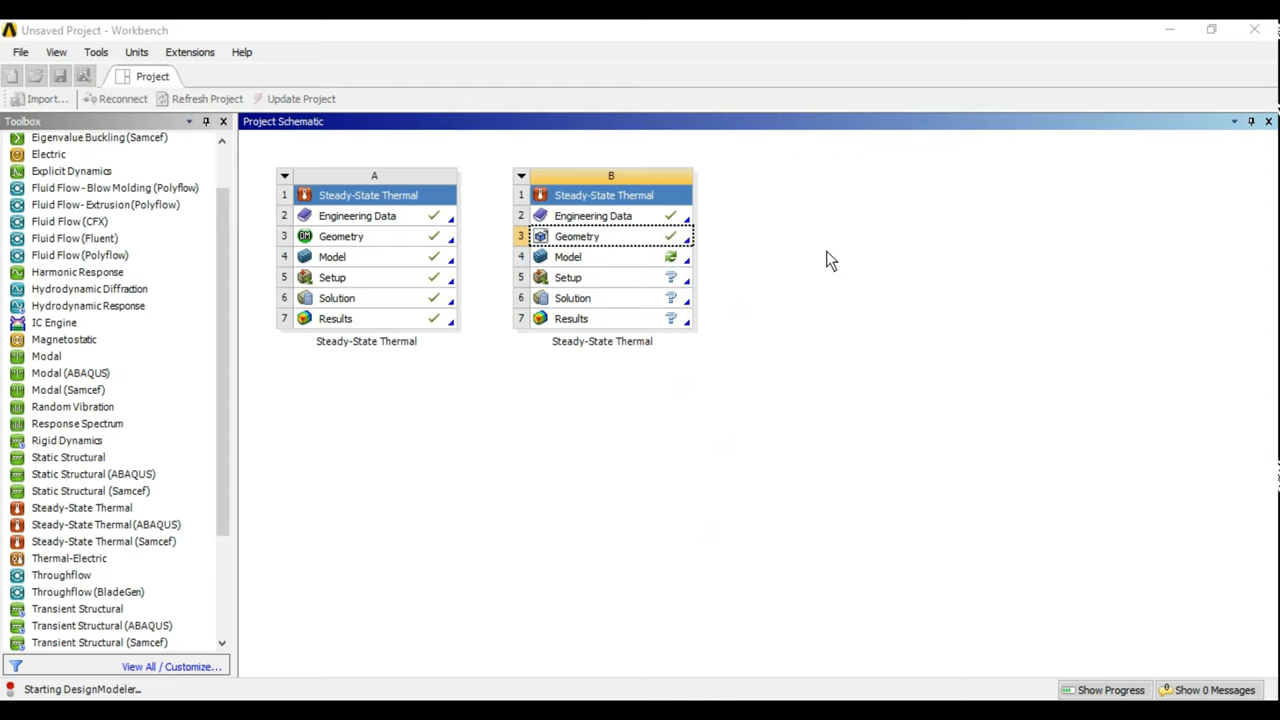 Unsaved Project - Workbench
File View Tools Units Extensions Help
Project
Import... Reconnect Refresh Project Update Project
Toolbox
Project Schematic
Eigenvalue Buckling (Samcef)
Electric
Explicit Dynamics
Fluid Flow - Blow Molding (Polyflow)
Fluid Flow- Extrusion (Polyflow)
Fluid Flow (CFX)
Fluid Flow (Fluent)
Fluid Flow (Polyflow)
Harmonic Response
Hydrodynamic Diffraction
Hydrodynamic Response
IC Engine
Magnetostatic
Modal
Modal (ABAQUS)
Modal (Samcef)
Random Vibration
Response Spectrum
Rigid Dynamics
Static Structural
Static Structural (ABAQUS)
Static Structural (Samcef)
Steady-State Thermal
Steady-State Thermal (ABAQUS)
Steady-State Thermal (Samcef)
Thermal-Electric
Throughflow
Throughflow (BladeGen)
Transient Structural
Transient Structural (ABAQUS)
Transient Structural (Samcef)
View All / Customize...
A
1 Steady-State Thermal
2 Engineering Data
3 DM Geometry
4 Model
5 Setup
6 Solution
7 Results
Steady-State Thermal
B
1 Steady-State Thermal
2 Engineering Data
3 Geometry
4 Model
5 Setup ?
6 Solution ?
7 Results ?
Steady-State Thermal
Starting DesignModeler...
Show Progress
Show 0 Messages